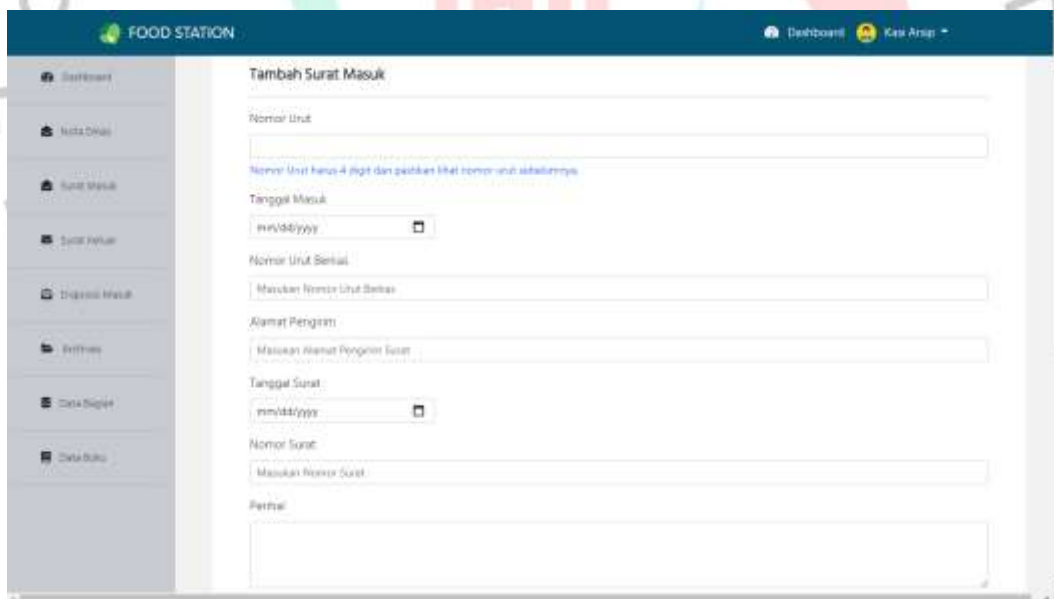 FOOD STATION
Dashboard
Kasi Arsip
Dashboard
Nota Dinas
Surat Masuk
Surat Keluar
Disposisi Masuk
Retensi
Data Bagian
Data Buku
Tambah Surat Masuk
Nomor Urut
Nomor Urut harus 4 digit dan pastikan lihat nomor urut sebelumnya.
Tanggal Masuk
mm/dd/yyyy
Nomor Urut Berkas
Masukan Nomor Urut Berkas
Alamat Pengirim
Masukan Alamat Pengirim Surat
Tanggal Surat
mm/dd/yyyy
Nomor Surat
Masukan Nomor Surat
Perihal